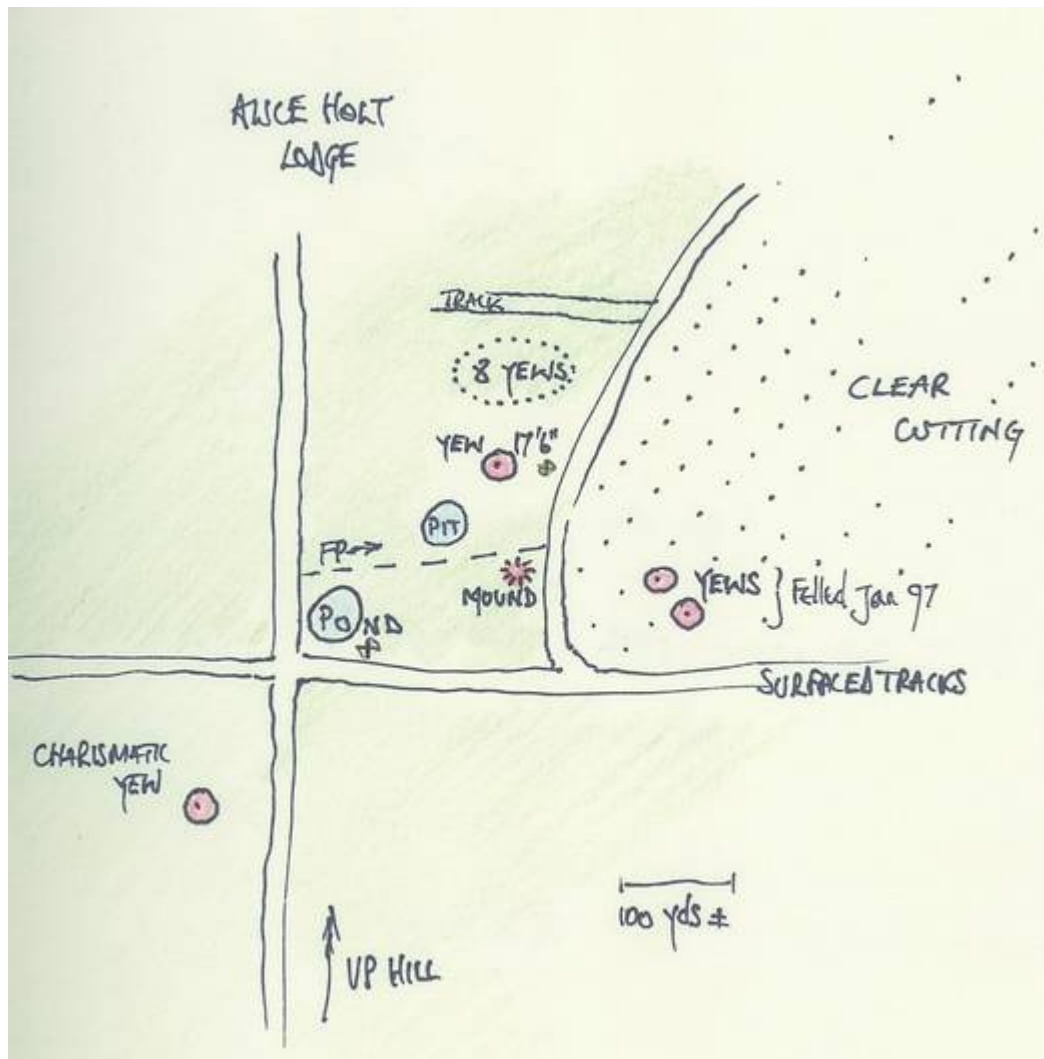 ALICE HOLT
LODGE
TRACK
8 YEWS
CLEAR
CUTTING
YEW 17'6"
PIT
FP
MOUND
YEWS } Felled Jan 97
POND
SURFACED TRACKS
CHARISMATIC
YEW
100 yds ±
UP HILL